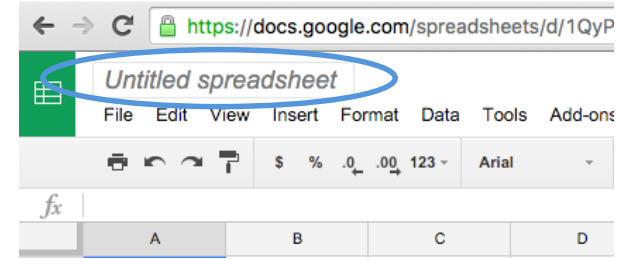 https://docs.google.com/spreadsheets/d/1QyP
Untitled spreadsheet
File Edit View Insert Format Data Tools Add-ons
$ % .0 .00 123 Arial
fx
A B C D